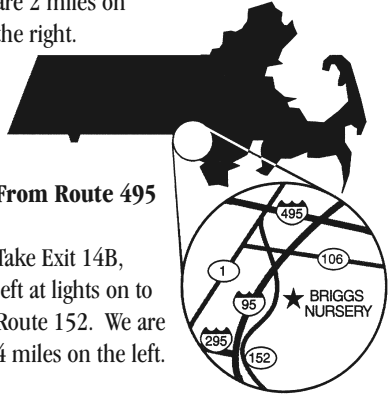 are 2 miles on
the right.
From Route 495
Take Exit 14B,
left at lights on to
Route 152. We are
4 miles on the left.
495
106
1
95
BRIGGS
NURSERY
295
152